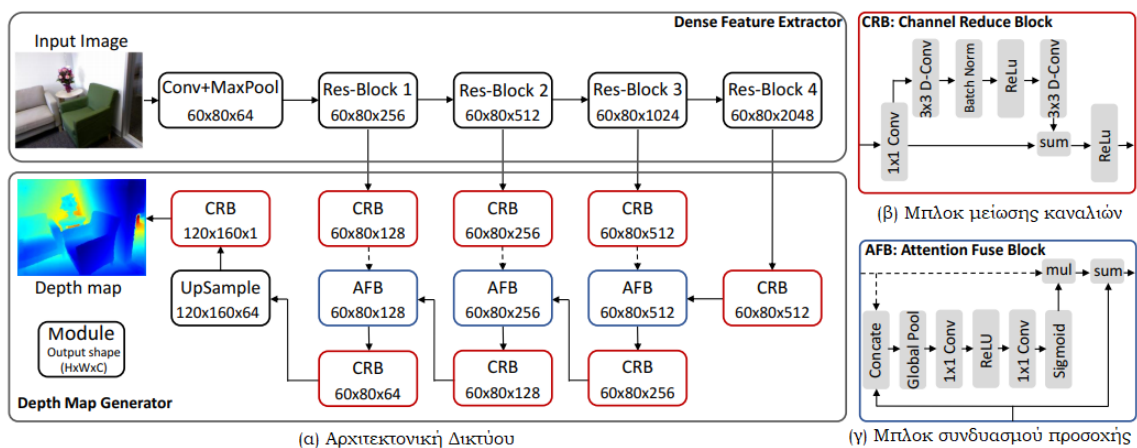 Dense Feature Extractor
Input Image
Conv+MaxPool
60x80x64
Res-Block 1
60x80x256
Res-Block 2
60x80x512
Res-Block 3
60x80x1024
Res-Block 4
60x80x2048
CRB
120x160x1
CRB
60x80x128
CRB
60x80x256
CRB
60x80x512
Depth map
UpSample
120x160x64
AFB
60x80x128
AFB
60x80x256
AFB
60x80x512
CRB
60x80x512
Module
Output shape
(HxWxC)
CRB
60x80x64
CRB
60x80x128
CRB
60x80x256
Depth Map Generator
(α) Αρχιτεκτονική Δικτύου
CRB: Channel Reduce Block
1x1 Conv
3x3 D-Conv
Batch Norm
ReLu
3x3 D-Conv
sum
ReLu
(β) Μπλοκ μείωσης καναλιών
AFB: Attention Fuse Block
mul
sum
Concate
Global Pool
1x1 Conv
ReLU
1x1 Conv
Sigmoid
(γ) Μπλοκ συνδυασμού προσοχής